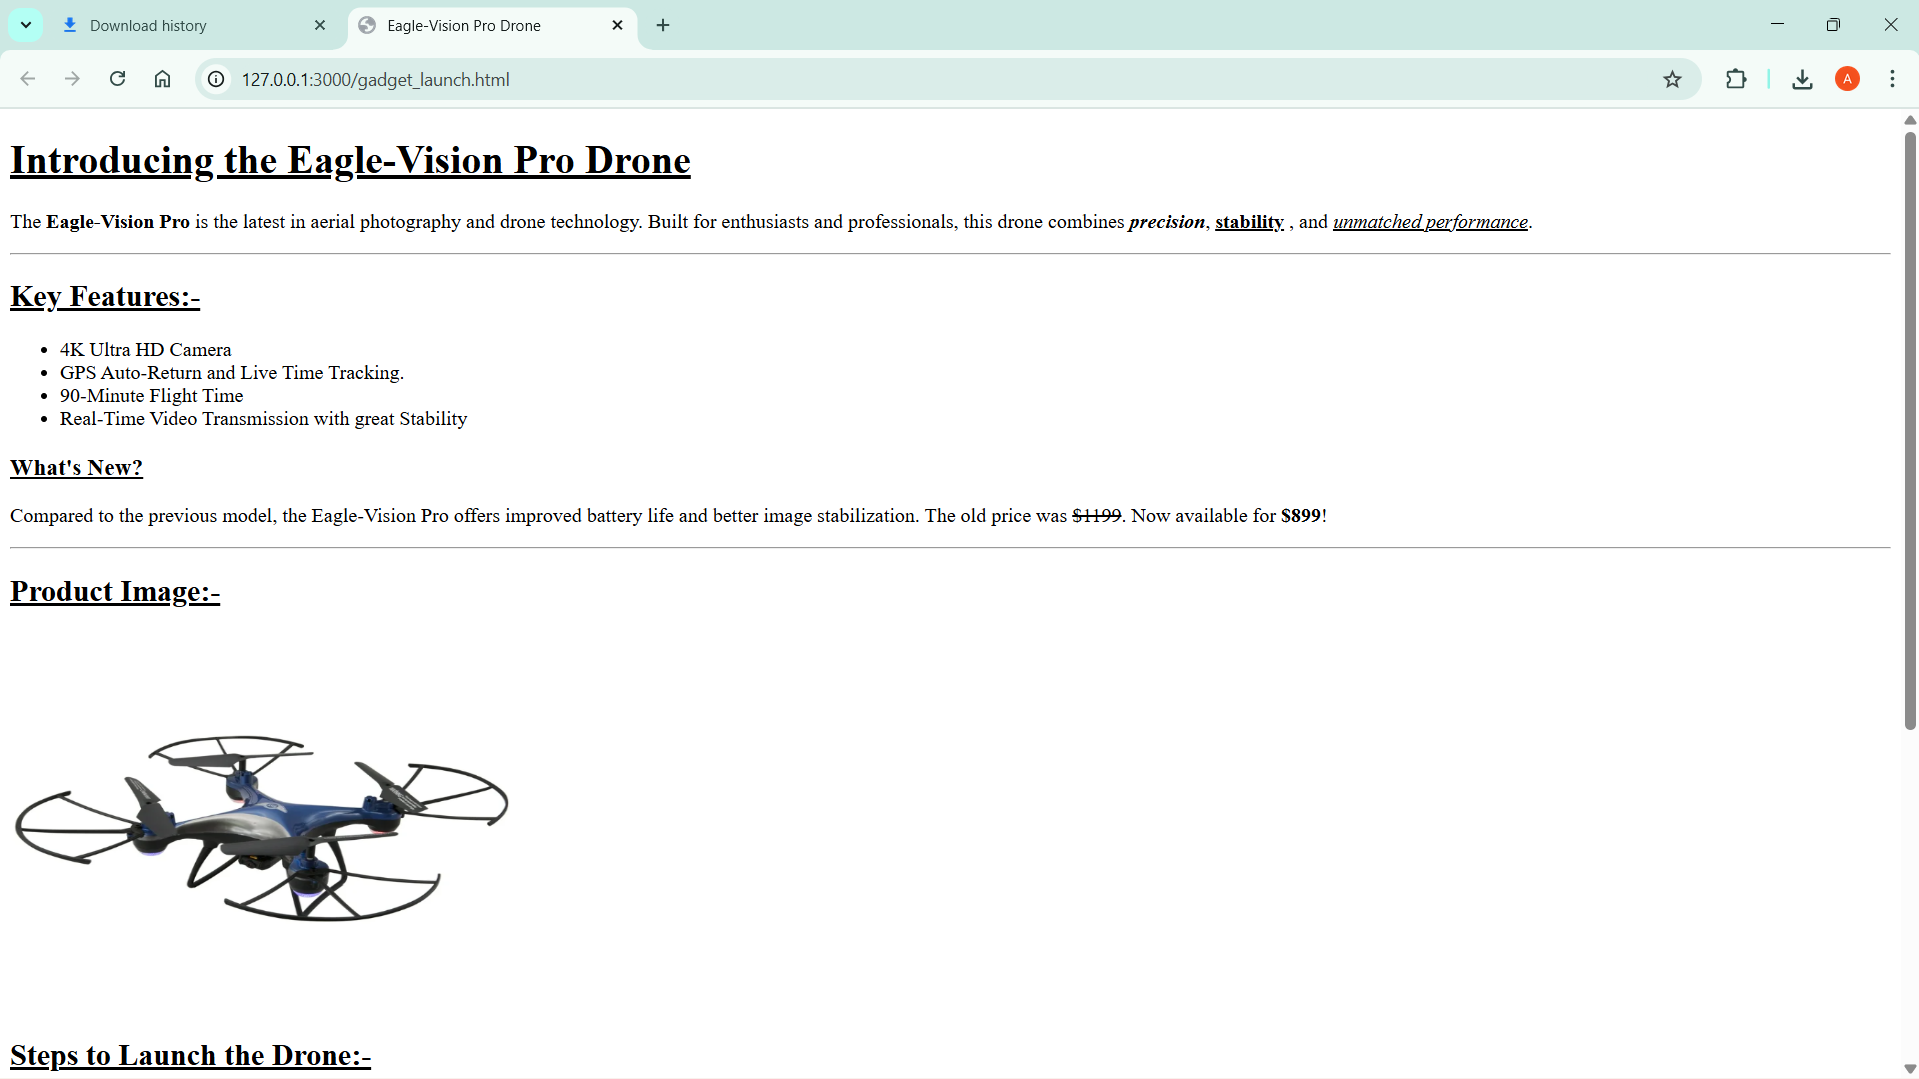 Download history
Eagle-Vision Pro Drone
127.0.0.1:3000/gadget_launch.html
A
Introducing the Eagle-Vision Pro Drone
The Eagle-Vision Pro is the latest in aerial photography and drone technology. Built for enthusiasts and professionals, this drone combines precision, stability , and unmatched performance.
Key Features:-
• 4K Ultra HD Camera
• GPS Auto-Return and Live Time Tracking.
• 90-Minute Flight Time
• Real-Time Video Transmission with great Stability
What's New?
Compared to the previous model, the Eagle-Vision Pro offers improved battery life and better image stabilization. The old price was $1199. Now available for $899!
Product Image:-
Steps to Launch the Drone:-